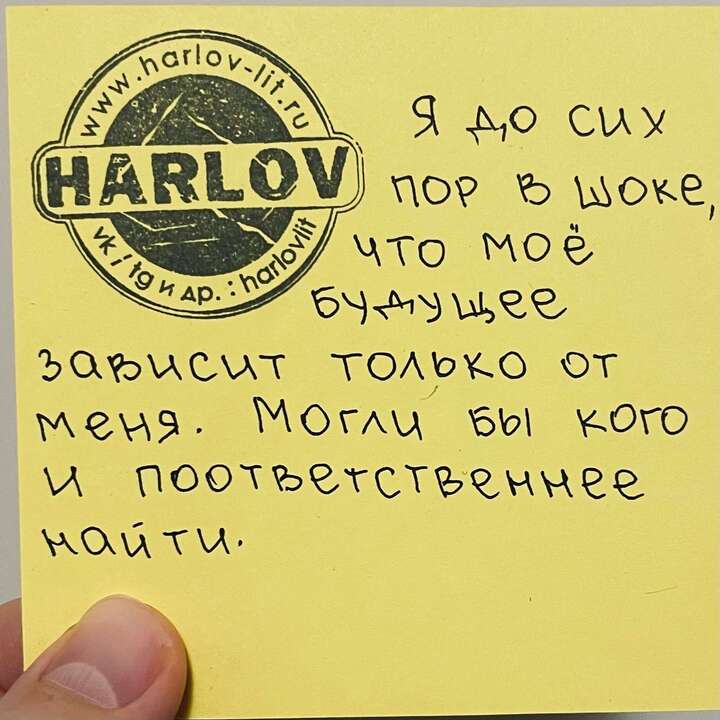 www.harlov-lit.ru
HARLOV
vk / tg и др. : harlovlit
Я до сих
пор в шоке,
что моё
будущее
зависит только от
меня. Могли бы кого
и поответственнее
найти.